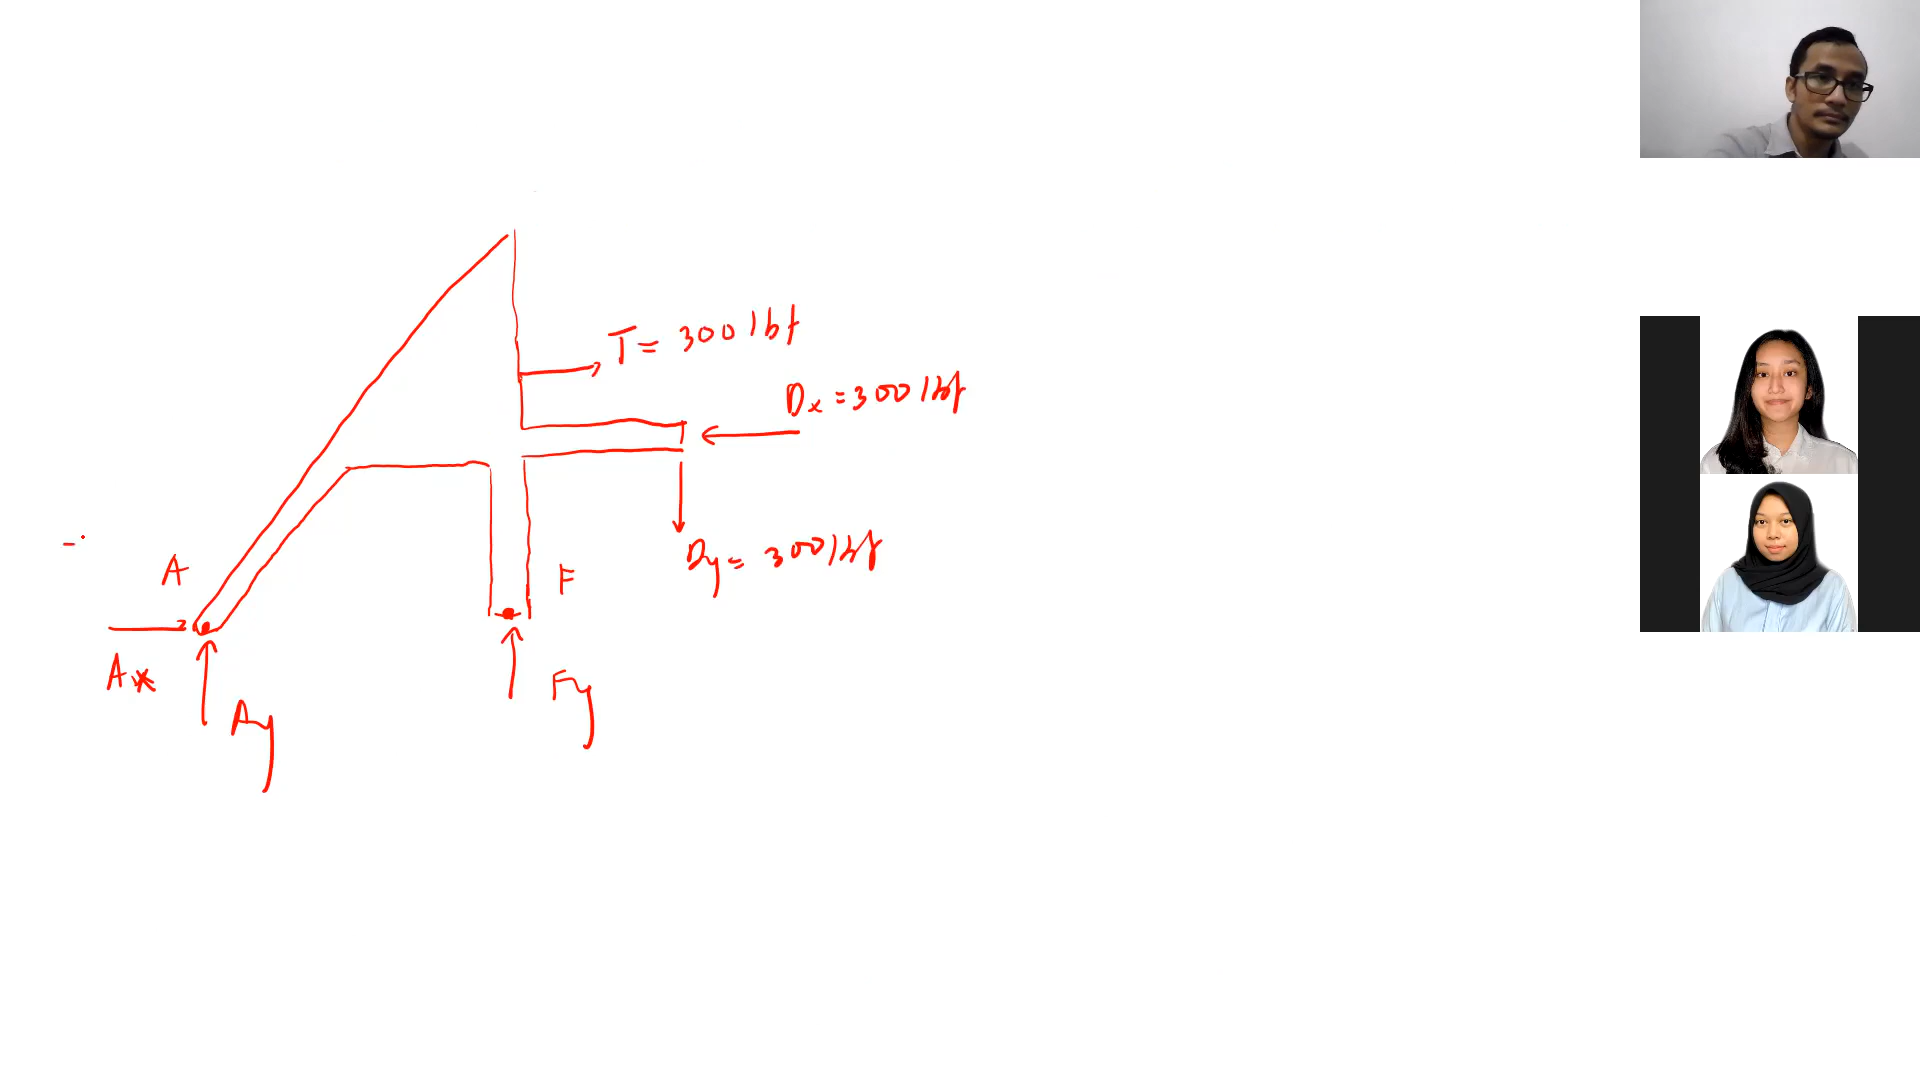 T = 300 lbf
Dx = 300 lbf
Dy = 300 lbf
A
F
Ax
Ay
Fy